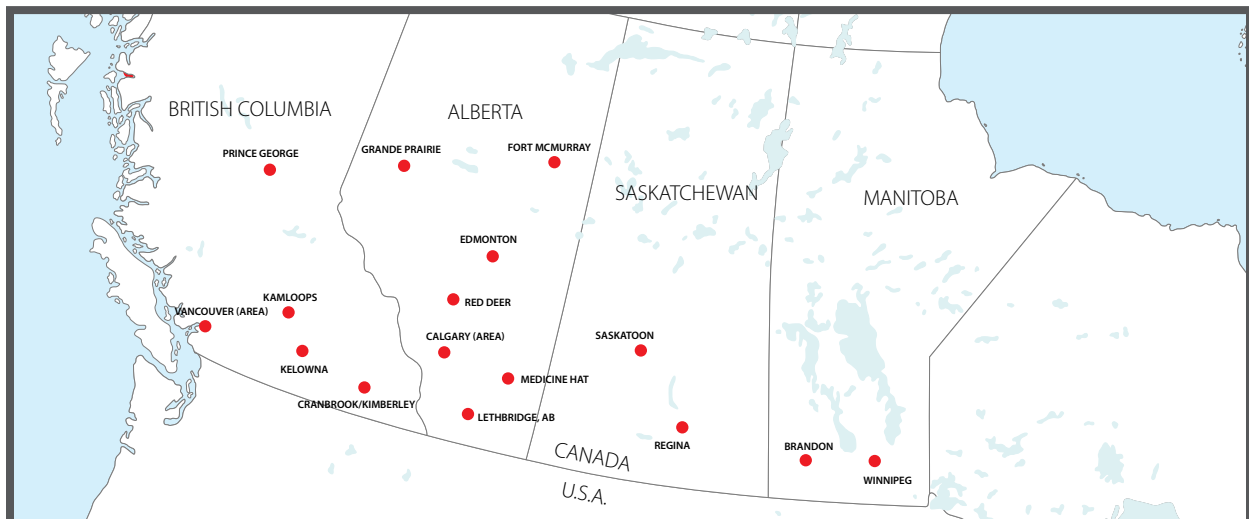 BRITISH COLUMBIA
ALBERTA
PRINCE GEORGE
GRANDE PRAIRIE
FORT MCMURRAY
SASKATCHEWAN
MANITOBA
EDMONTON
KAMLOOPS
RED DEER
VANCOUVER (AREA)
CALGARY (AREA)
SASKATOON
KELOWNA
MEDICINE HAT
CRANBROOK/KIMBERLEY
LETHBRIDGE, AB
REGINA
BRANDON
CANADA
WINNIPEG
U.S.A.